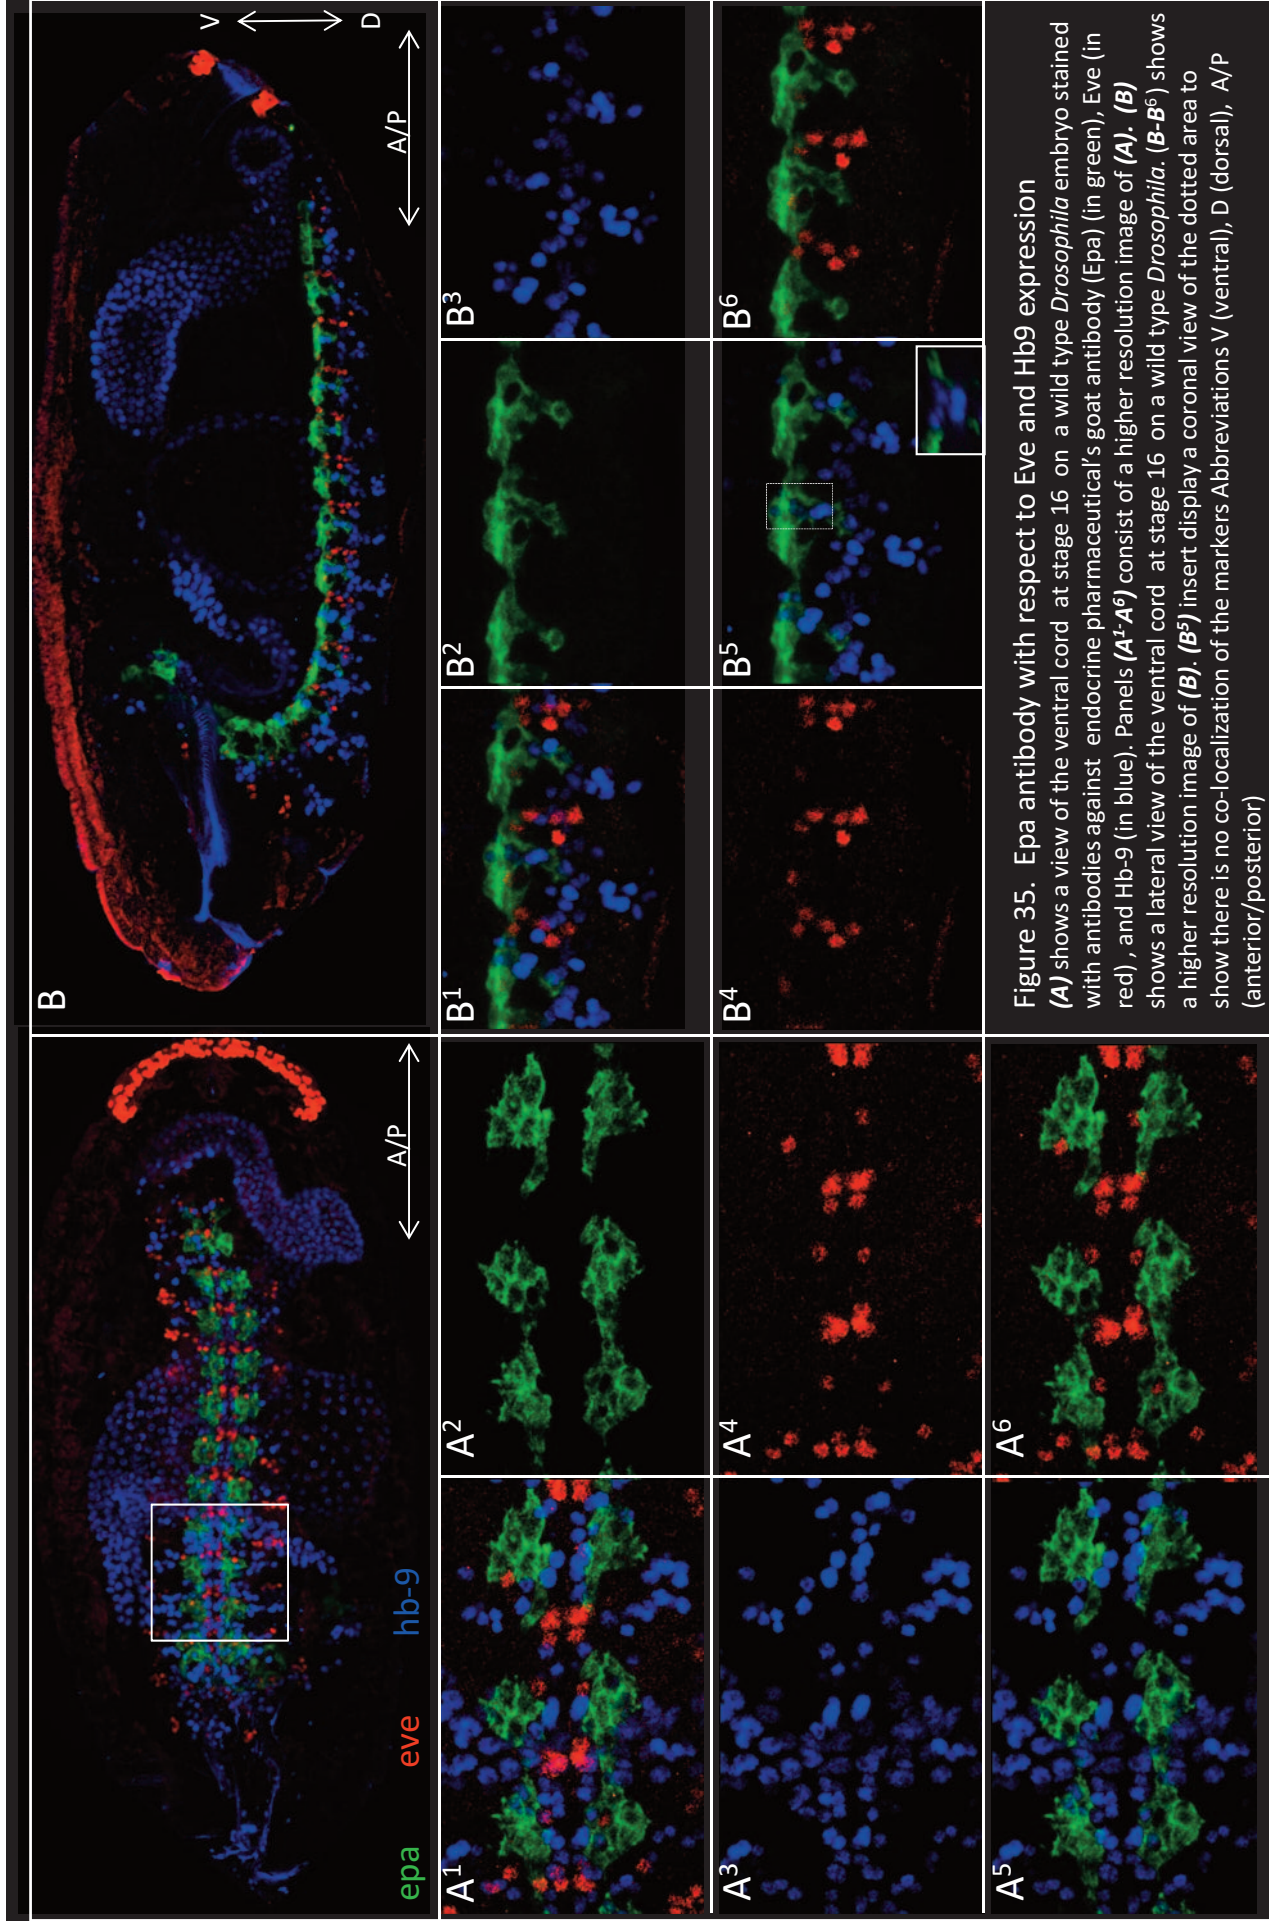 epa eve hb-9
A/P
B
V
D
A/P
A1
A2
A3
A4
A5
A6
B1
B2
B3
B4
B5
B6
Figure 35. Epa antibody with respect to Eve and Hb9 expression
(A) shows a view of the ventral cord at stage 16 on a wild type Drosophila embryo stained
with antibodies against endocrine pharmaceutical's goat antibody (Epa) (in green), Eve (in
red) , and Hb-9 (in blue). Panels (A1-A6) consist of a higher resolution image of (A). (B)
shows a lateral view of the ventral cord at stage 16 on a wild type Drosophila. (B-B6) shows
a higher resolution image of (B). (B5) insert display a coronal view of the dotted area to
show there is no co-localization of the markers Abbreviations V (ventral), D (dorsal), A/P
(anterior/posterior)